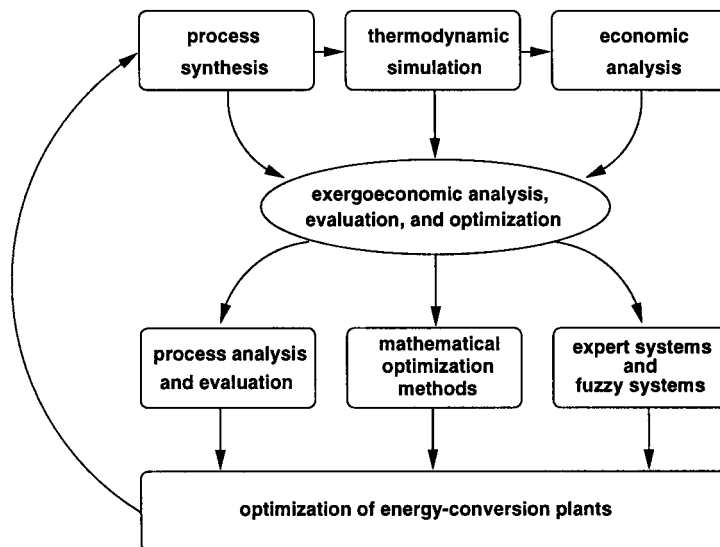 process
synthesis
thermodynamic
simulation
economic
analysis
exergoeconomic analysis,
evaluation, and optimization
process analysis
and evaluation
mathematical
optimization
methods
expert systems
and
fuzzy systems
optimization of energy-conversion plants